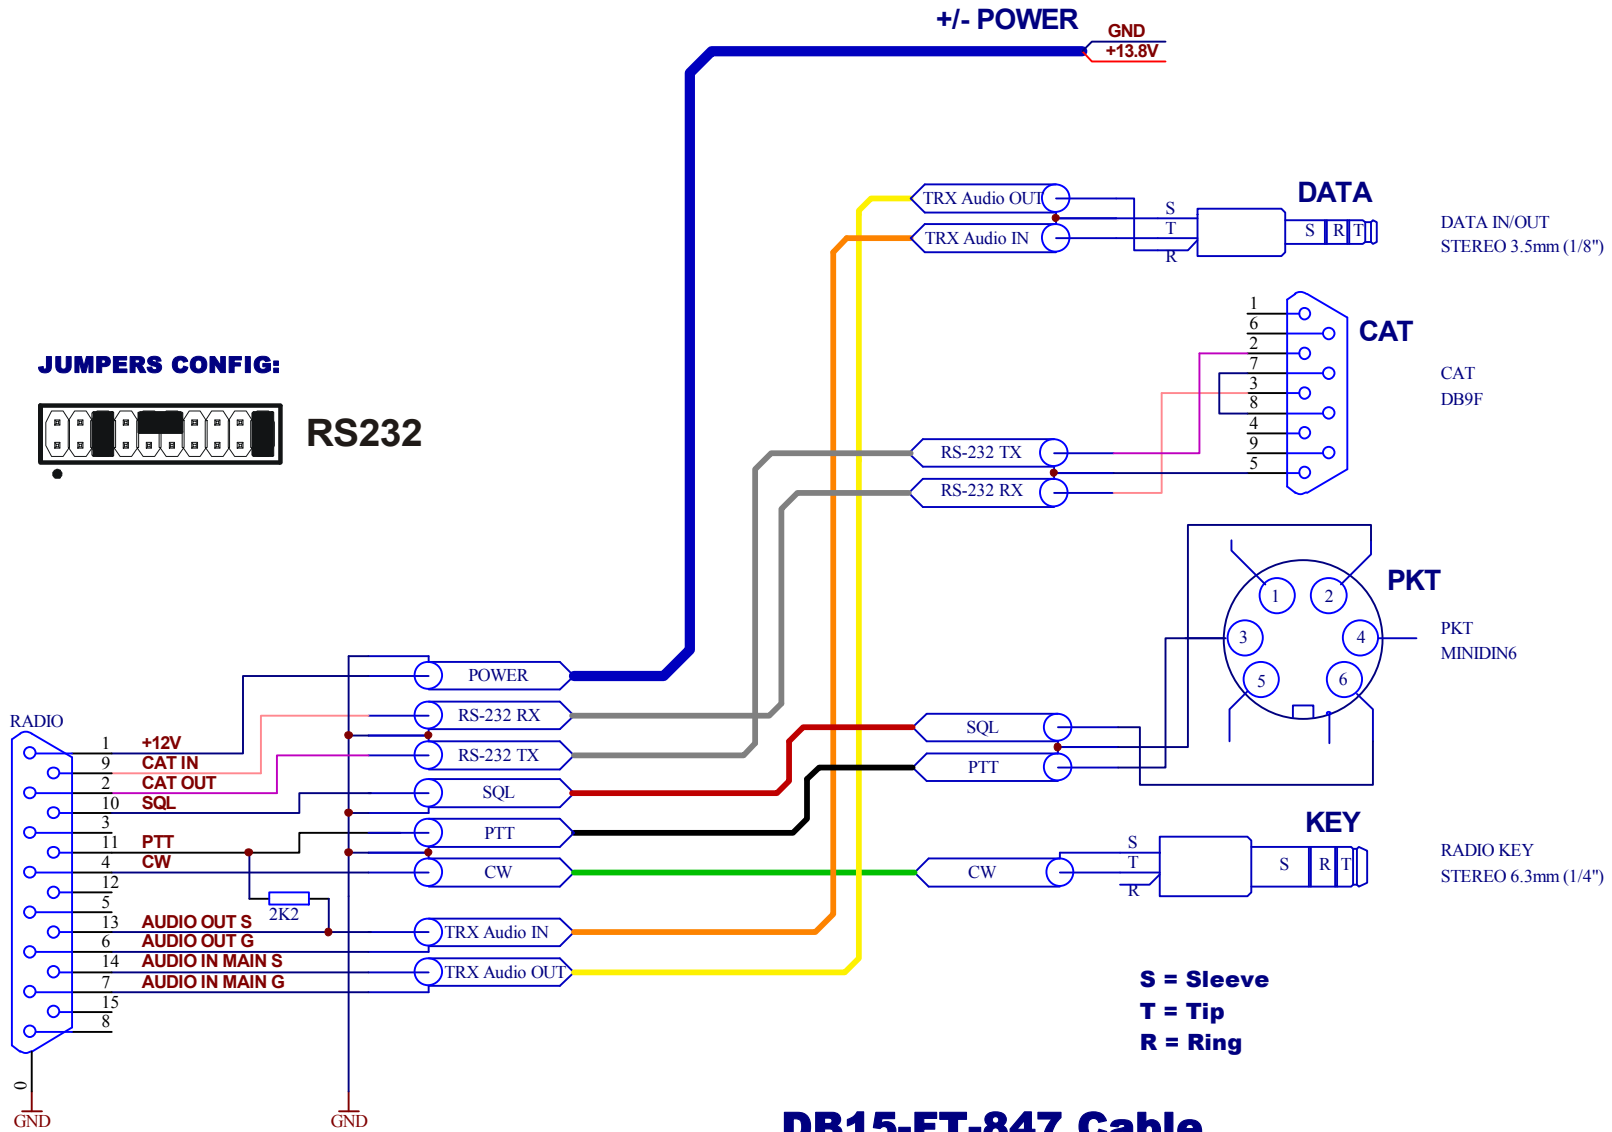 +/- POWER
GND
+13.8V
TRX Audio OUT
TRX Audio IN
S
T
R
S R T
DATA
DATA IN/OUT
STEREO 3.5mm (1/8")
JUMPERS CONFIG:
RS232
RS-232 TX
RS-232 RX
1
6
2
7
3
8
4
9
5
CAT
CAT
DB9F
SQL
PTT
1 2
3 4
5 6
PKT
PKT
MINIDIN6
CW
S
T
R
S R T
KEY
RADIO KEY
STEREO 6.3mm (1/4")
RADIO
1 +12V
9 CAT IN
2 CAT OUT
10 SQL
3
11 PTT
4 CW
12
5
13 AUDIO OUT S
6 AUDIO OUT G
14 AUDIO IN MAIN S
7 AUDIO IN MAIN G
15
8
0
GND
2K2
GND
POWER
RS-232 RX
RS-232 TX
SQL
PTT
CW
TRX Audio IN
TRX Audio OUT
S = Sleeve
T = Tip
R = Ring
DB15-FT-847 Cable